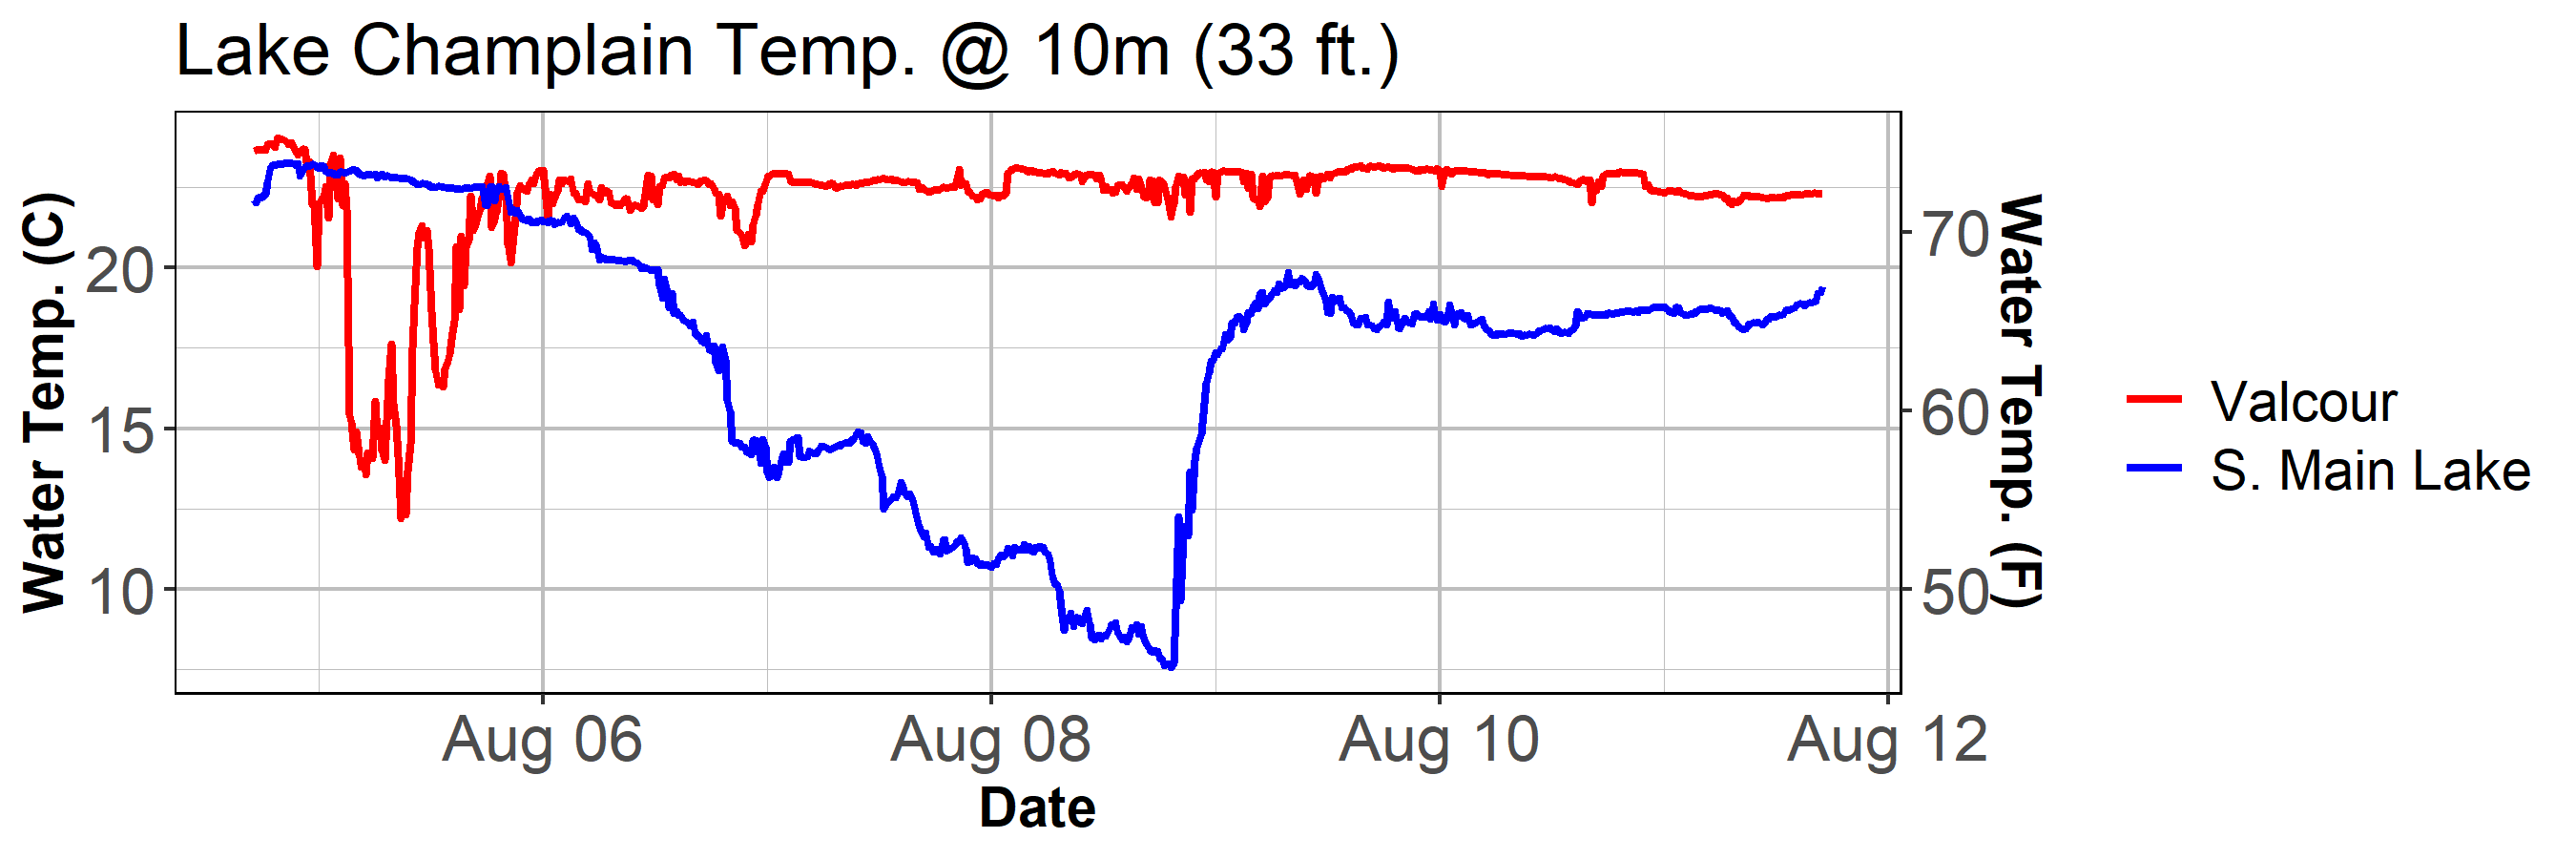 Lake Champlain Temp. @ 10m (33 ft.)
Water Temp. (C)
20
15
10
70
60
50
Water Temp. (F)
Valcour
S. Main Lake
Aug 06
Aug 08
Aug 10
Aug 12
Date